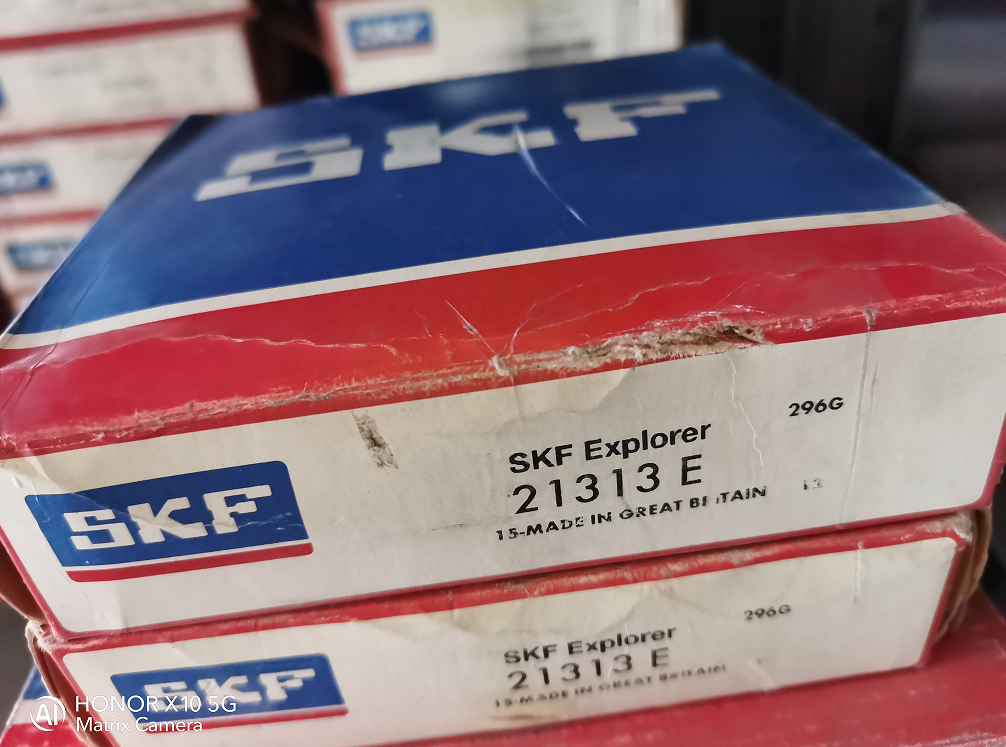 SKF
SKF
SKF
SKF Explorer
296G
21313 E
15-MADE IN GREAT BRITAIN
SKF
SKF Explorer
296G
21313 E
15-MADE IN GREAT BRITAIN
HONOR X10 5G
Matrix Camera